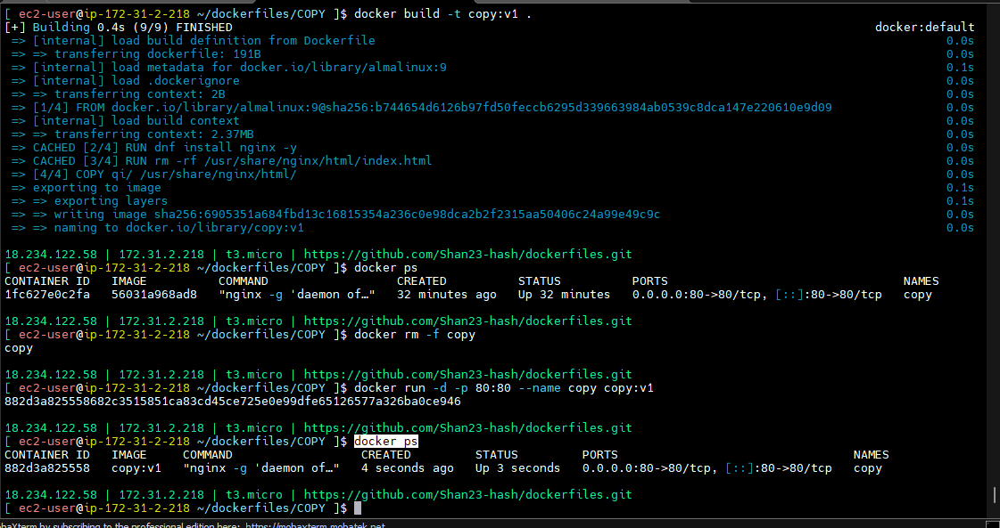 [ ec2-user@ip-172-31-2-218 ~/dockerfiles/COPY ]$ docker build -t copy:v1 .
[+] Building 0.4s (9/9) FINISHED docker:default
=> [internal] load build definition from Dockerfile 0.0s
=> => transferring dockerfile: 191B 0.0s
=> [internal] load metadata for docker.io/library/almalinux:9 0.1s
=> [internal] load .dockerignore 0.0s
=> => transferring context: 2B 0.0s
=> [1/4] FROM docker.io/library/almalinux:9@sha256:b744654d6126b97fd50feccb6295d339663984ab0539c8dca147e220610e9d09 0.0s
=> [internal] load build context 0.0s
=> => transferring context: 2.37MB 0.0s
=> CACHED [2/4] RUN dnf install nginx -y 0.0s
=> CACHED [3/4] RUN rm -rf /usr/share/nginx/html/index.html 0.0s
=> [4/4] COPY qi/ /usr/share/nginx/html/ 0.0s
=> exporting to image 0.1s
=> => exporting layers 0.1s
=> => writing image sha256:6905351a684fbd13c16815354a236c0e98dca2b2f2315aa50406c24a99e49c9c 0.0s
=> => naming to docker.io/library/copy:v1 0.0s
18.234.122.58 | 172.31.2.218 | t3.micro | https://github.com/Shan23-hash/dockerfiles.git
[ ec2-user@ip-172-31-2-218 ~/dockerfiles/COPY ]$ docker ps
CONTAINER ID IMAGE COMMAND CREATED STATUS PORTS NAMES
1fc627e0c2fa 56031a968ad8 "nginx -g 'daemon of…" 32 minutes ago Up 32 minutes 0.0.0.0:80->80/tcp, [::]:80->80/tcp copy
18.234.122.58 | 172.31.2.218 | t3.micro | https://github.com/Shan23-hash/dockerfiles.git
[ ec2-user@ip-172-31-2-218 ~/dockerfiles/COPY ]$ docker rm -f copy
copy
18.234.122.58 | 172.31.2.218 | t3.micro | https://github.com/Shan23-hash/dockerfiles.git
[ ec2-user@ip-172-31-2-218 ~/dockerfiles/COPY ]$ docker run -d -p 80:80 --name copy copy:v1
882d3a825558682c3515851ca83cd45ce725e0e99dfe65126577a326ba0ce946
18.234.122.58 | 172.31.2.218 | t3.micro | https://github.com/Shan23-hash/dockerfiles.git
[ ec2-user@ip-172-31-2-218 ~/dockerfiles/COPY ]$ docker ps
CONTAINER ID IMAGE COMMAND CREATED STATUS PORTS NAMES
882d3a825558 copy:v1 "nginx -g 'daemon of…" 4 seconds ago Up 3 seconds 0.0.0.0:80->80/tcp, [::]:80->80/tcp copy
18.234.122.58 | 172.31.2.218 | t3.micro | https://github.com/Shan23-hash/dockerfiles.git
[ ec2-user@ip-172-31-2-218 ~/dockerfiles/COPY ]$
by subscribing to the professional edition here: https://mobaxterm.mobatek.net